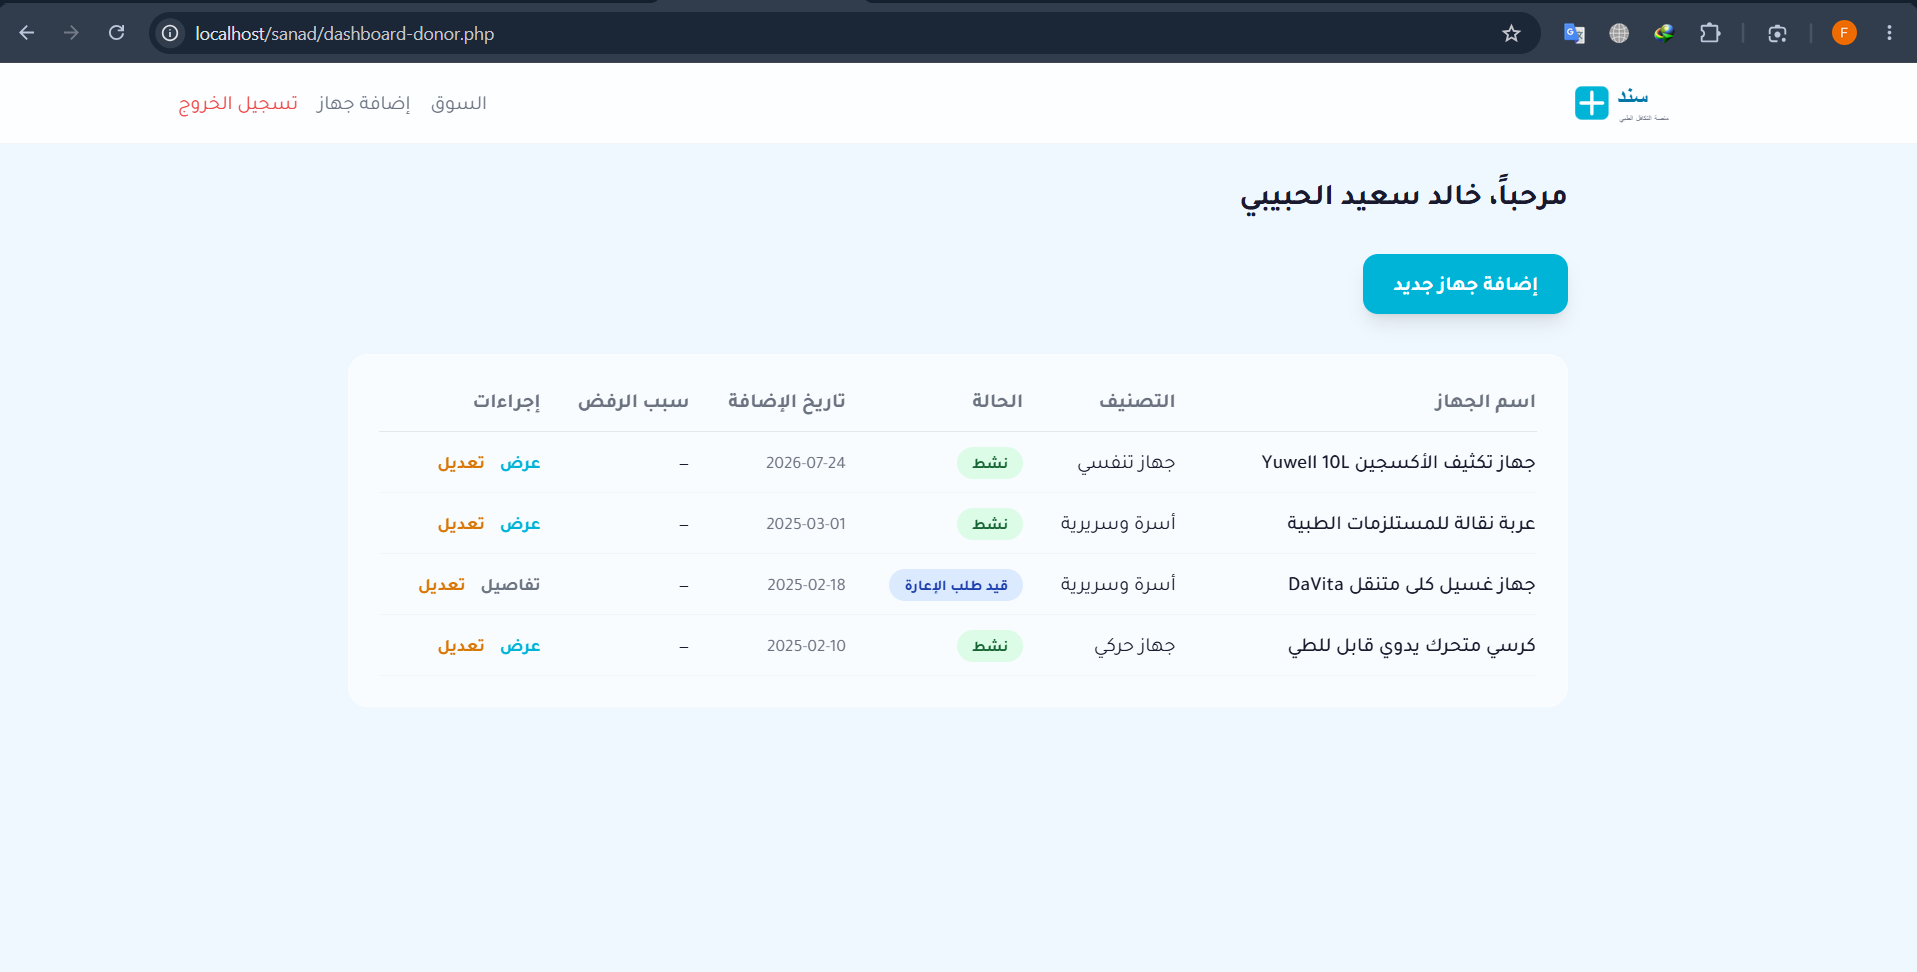 localhost/sanad/dashboard-donor.php
F
سند
منصة التكافل الطبي
السوق إضافة جهاز تسجيل الخروج
مرحباً، خالد سعيد الحبيبي
إضافة جهاز جديد
اسم الجهاز التصنيف الحالة تاريخ الإضافة سبب الرفض إجراءات
جهاز تكثيف الأكسجين Yuwell 10L جهاز تنفسي نشط 2026-07-24 – عرض تعديل
عربة نقالة للمستلزمات الطبية أسرة وسريرية نشط 2025-03-01 – عرض تعديل
جهاز غسيل كلى متنقل DaVita أسرة وسريرية قيد طلب الإعارة 2025-02-18 – تفاصيل تعديل
كرسي متحرك يدوي قابل للطي جهاز حركي نشط 2025-02-10 – عرض تعديل